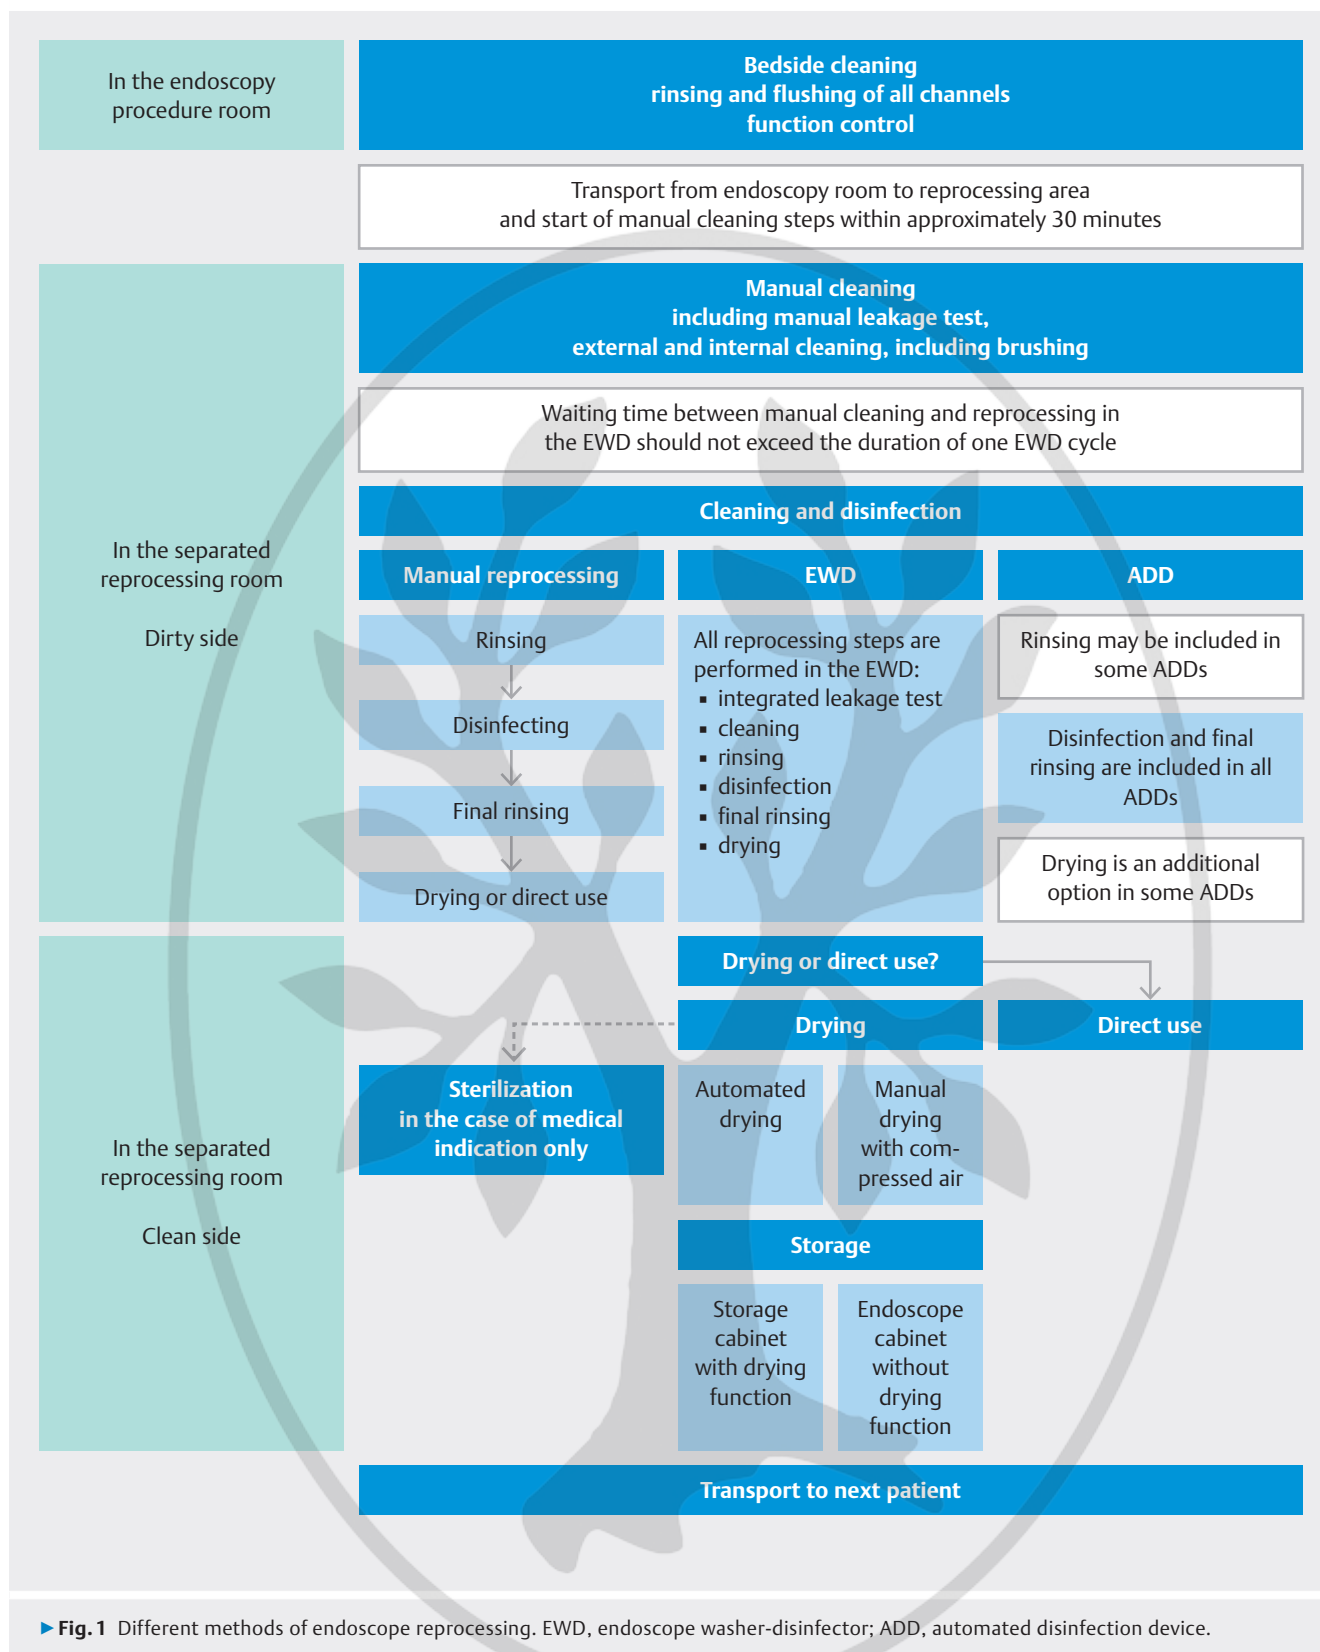 In the endoscopy
procedure room
Bedside cleaning
rinsing and flushing of all channels
function control
Transport from endoscopy room to reprocessing area
and start of manual cleaning steps within approximately 30 minutes
In the separated
reprocessing room
Dirty side
Manual cleaning
including manual leakage test,
external and internal cleaning, including brushing
Waiting time between manual cleaning and reprocessing in
the EWD should not exceed the duration of one EWD cycle
Cleaning and disinfection
Manual reprocessing
Rinsing
Disinfecting
Final rinsing
Drying or direct use
EWD
All reprocessing steps are
performed in the EWD:
▪ integrated leakage test
▪ cleaning
▪ rinsing
▪ disinfection
▪ final rinsing
▪ drying
ADD
Rinsing may be included in
some ADDs
Disinfection and final
rinsing are included in all
ADDs
Drying is an additional
option in some ADDs
In the separated
reprocessing room
Clean side
Drying or direct use?
Drying
Direct use
Sterilization
in the case of medical
indication only
Automated
drying
Manual
drying
with com-
pressed air
Storage
Storage
cabinet
with drying
function
Endoscope
cabinet
without
drying
function
Transport to next patient
▶ Fig. 1 Different methods of endoscope reprocessing. EWD, endoscope washer-disinfector; ADD, automated disinfection device.